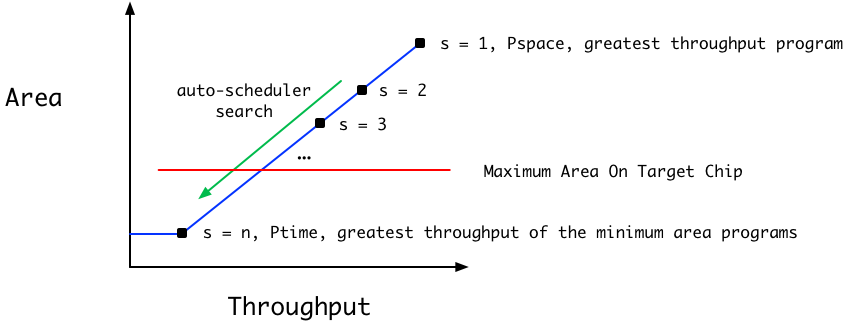 s = 1, Pspace, greatest throughput program
Area
auto-scheduler
search
s = 2
s = 3
...
Maximum Area On Target Chip
s = n, Ptime, greatest throughput of the minimum area programs
Throughput